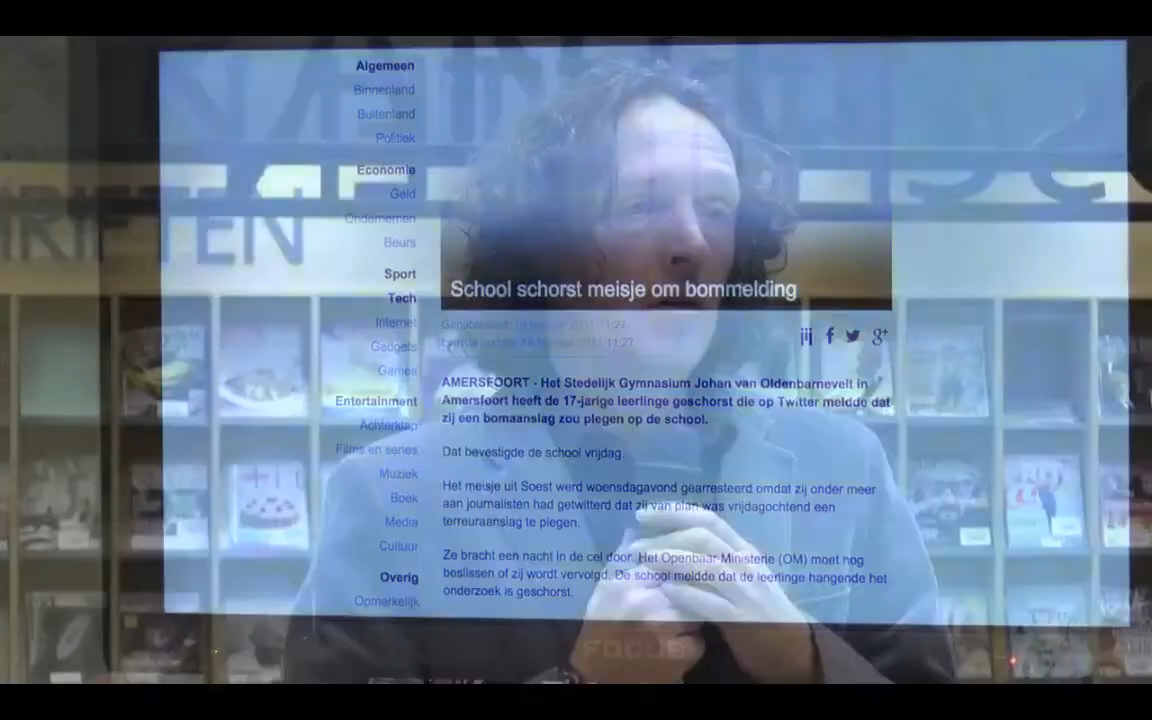 HRIFTEN
Algemeen
Binnenland
Buitenland
Politiek
Economie
Geld
Ondernemen
Beurs
Sport
Tech
Internet
Gadgets
Games
Entertainment
Achterklap
Films en series
Muziek
Boek
Media
Cultuur
Overig
Opmerkelijk
School schorst meisje om bommelding
AMERSFOORT - Het Stedelijk Gymnasium Johan van Oldenbarnevelt in
Amersfoort heeft de 17-jarige leerlinge geschorst die op Twitter meldde dat
zij een bomaanslag zou plegen op de school.
Dat bevestigde de school vrijdag.
Het meisje uit Soest werd woensdagavond gearresteerd omdat zij onder meer
aan journalisten had getwitterd dat zij van plan was vrijdagochtend een
terreuraanslag te plegen.
Ze bracht een nacht in de cel door. Het Openbaar Ministerie (OM) moet nog
beslissen of zij wordt vervolgd. De school meldde dat de leerlinge hangende het
onderzoek is geschorst.
FOCUS